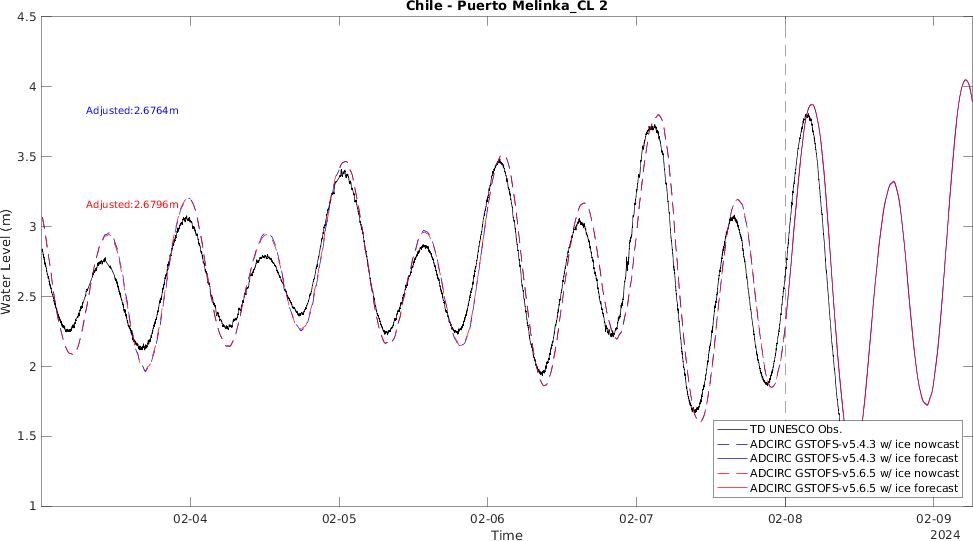 Chile - Puerto Melinka_CL 2
4.5
4
3.5
3
2.5
2
1.5
1
Water Level (m)
Adjusted:2.6764m
Adjusted:2.6796m
TD UNESCO Obs.
ADCIRC GSTOFS-v5.4.3 w/ ice nowcast
ADCIRC GSTOFS-v5.4.3 w/ ice forecast
ADCIRC GSTOFS-v5.6.5 w/ ice nowcast
ADCIRC GSTOFS-v5.6.5 w/ ice forecast
02-04
02-05
02-06
02-07
02-08
02-09
Time
2024